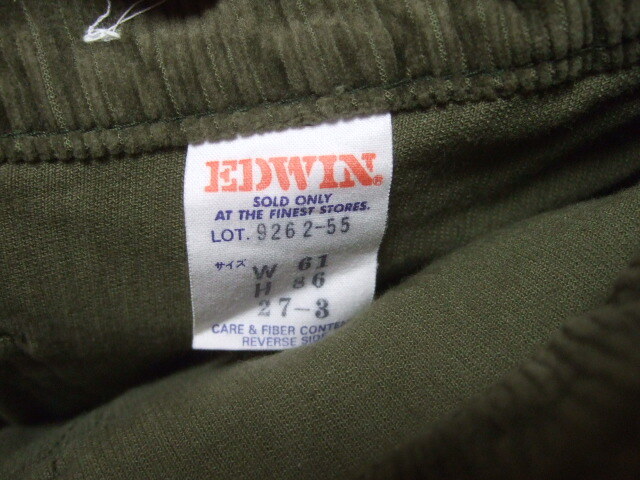 EDWIN®
SOLD ONLY
AT THE FINEST STORES.
LOT. 9262-55
サイズ W 61
H 86
27-3
CARE & FIBER
REVERSE SIDE